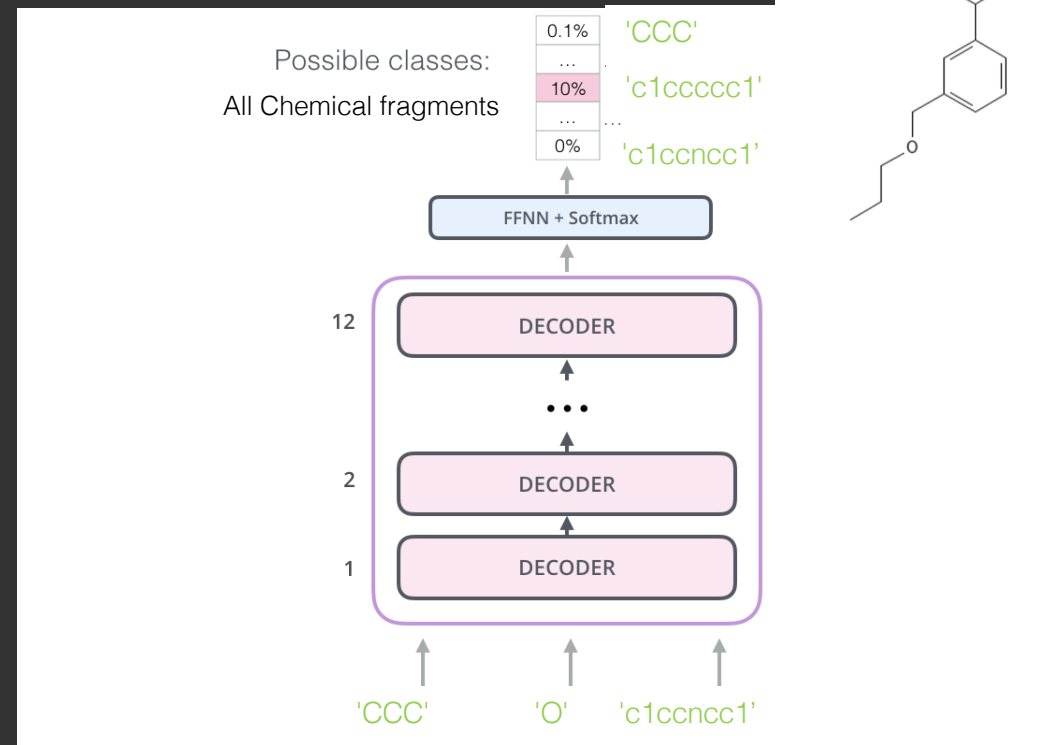 0.1%
'CCC'
Possible classes:
...
10%
'c1ccccc1'
All Chemical fragments
...
...
0%
'c1ccncc1’
O
FFNN + Softmax
12
DECODER
...
2
DECODER
1
DECODER
'CCC'
'O'
'c1ccncc1’